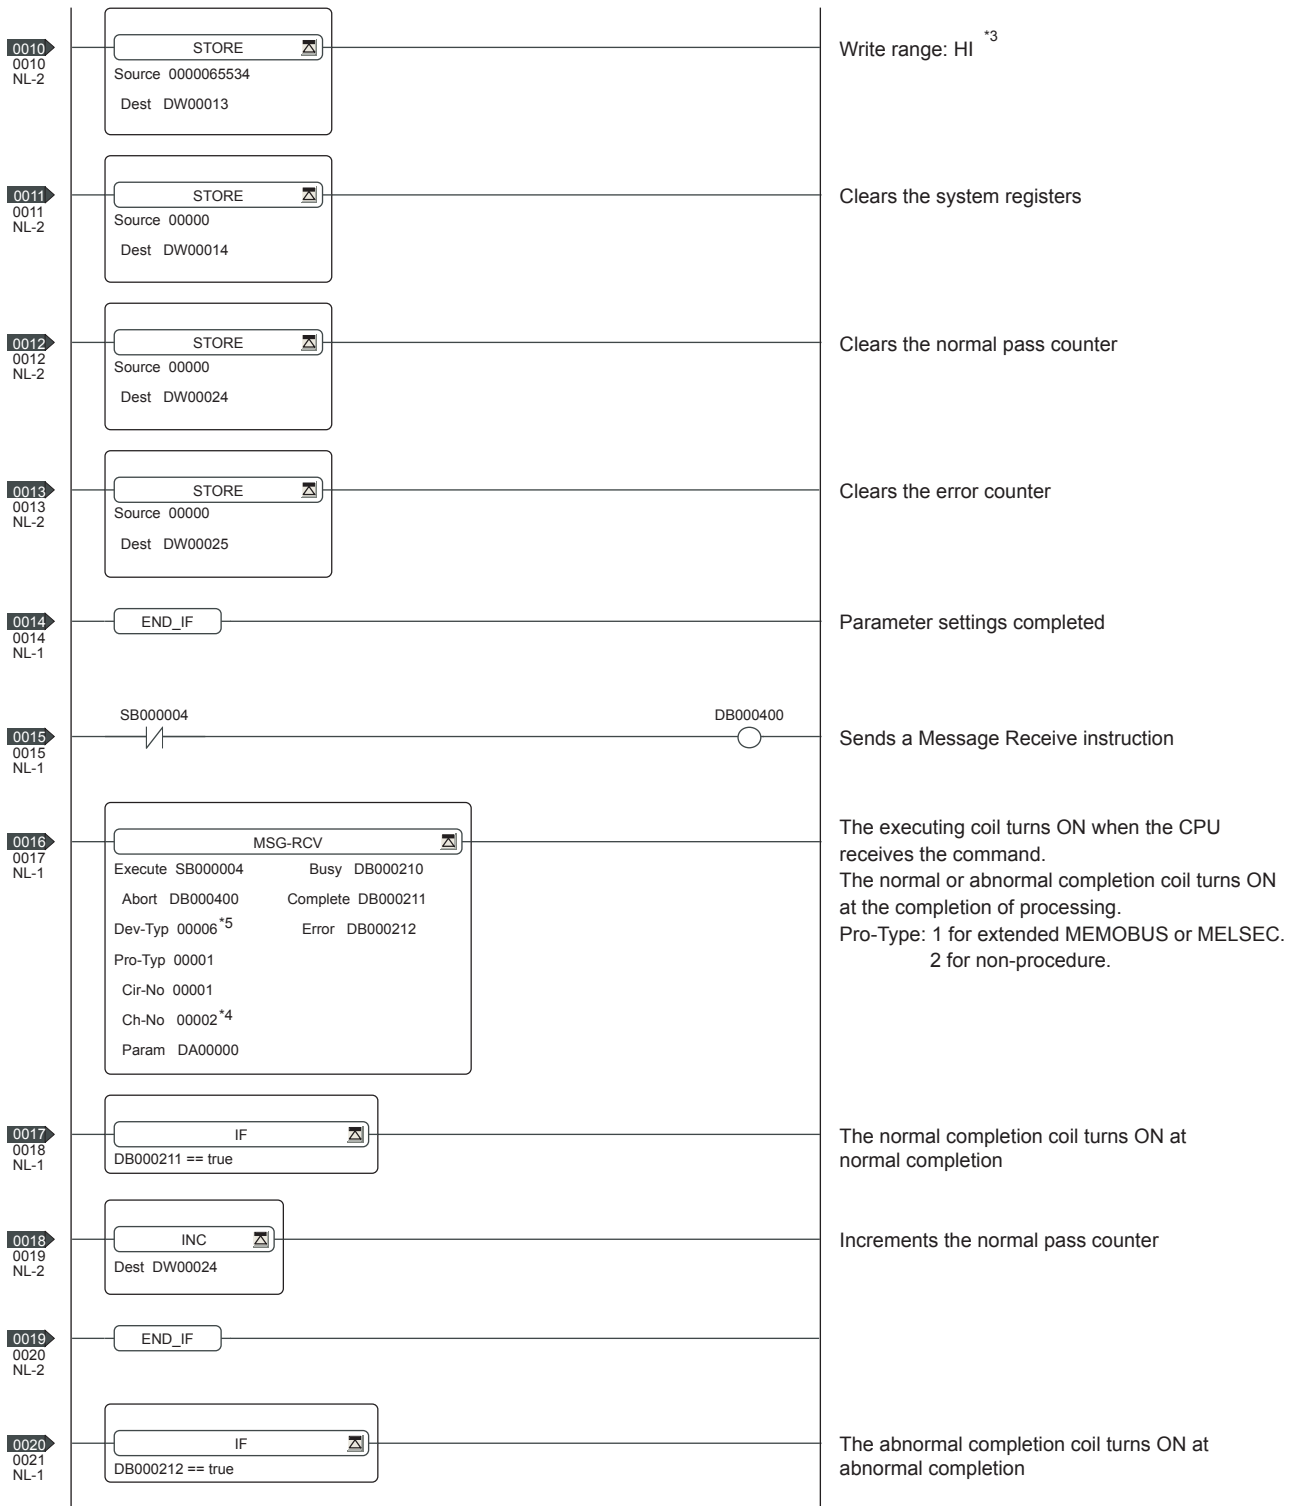 0010
0010
NL-2
STORE
Source 0000065534
Dest DW00013
Write range: HI *3
0011
0011
NL-2
STORE
Source 00000
Dest DW00014
Clears the system registers
0012
0012
NL-2
STORE
Source 00000
Dest DW00024
Clears the normal pass counter
0013
0013
NL-2
STORE
Source 00000
Dest DW00025
Clears the error counter
0014
0014
NL-1
END_IF
Parameter settings completed
0015
0015
NL-1
SB000004
DB000400
Sends a Message Receive instruction
0016
0017
NL-1
MSG-RCV
Execute SB000004 Busy DB000210
Abort DB000400 Complete DB000211
Dev-Typ 00006*5 Error DB000212
Pro-Typ 00001
Cir-No 00001
Ch-No 00002*4
Param DA00000
The executing coil turns ON when the CPU
receives the command.
The normal or abnormal completion coil turns ON
at the completion of processing.
Pro-Type: 1 for extended MEMOBUS or MELSEC.
2 for non-procedure.
0017
0018
NL-1
IF
DB000211 == true
The normal completion coil turns ON at
normal completion
0018
0019
NL-2
INC
Dest DW00024
Increments the normal pass counter
0019
0020
NL-2
END_IF
0020
0021
NL-1
IF
DB000212 == true
The abnormal completion coil turns ON at
abnormal completion